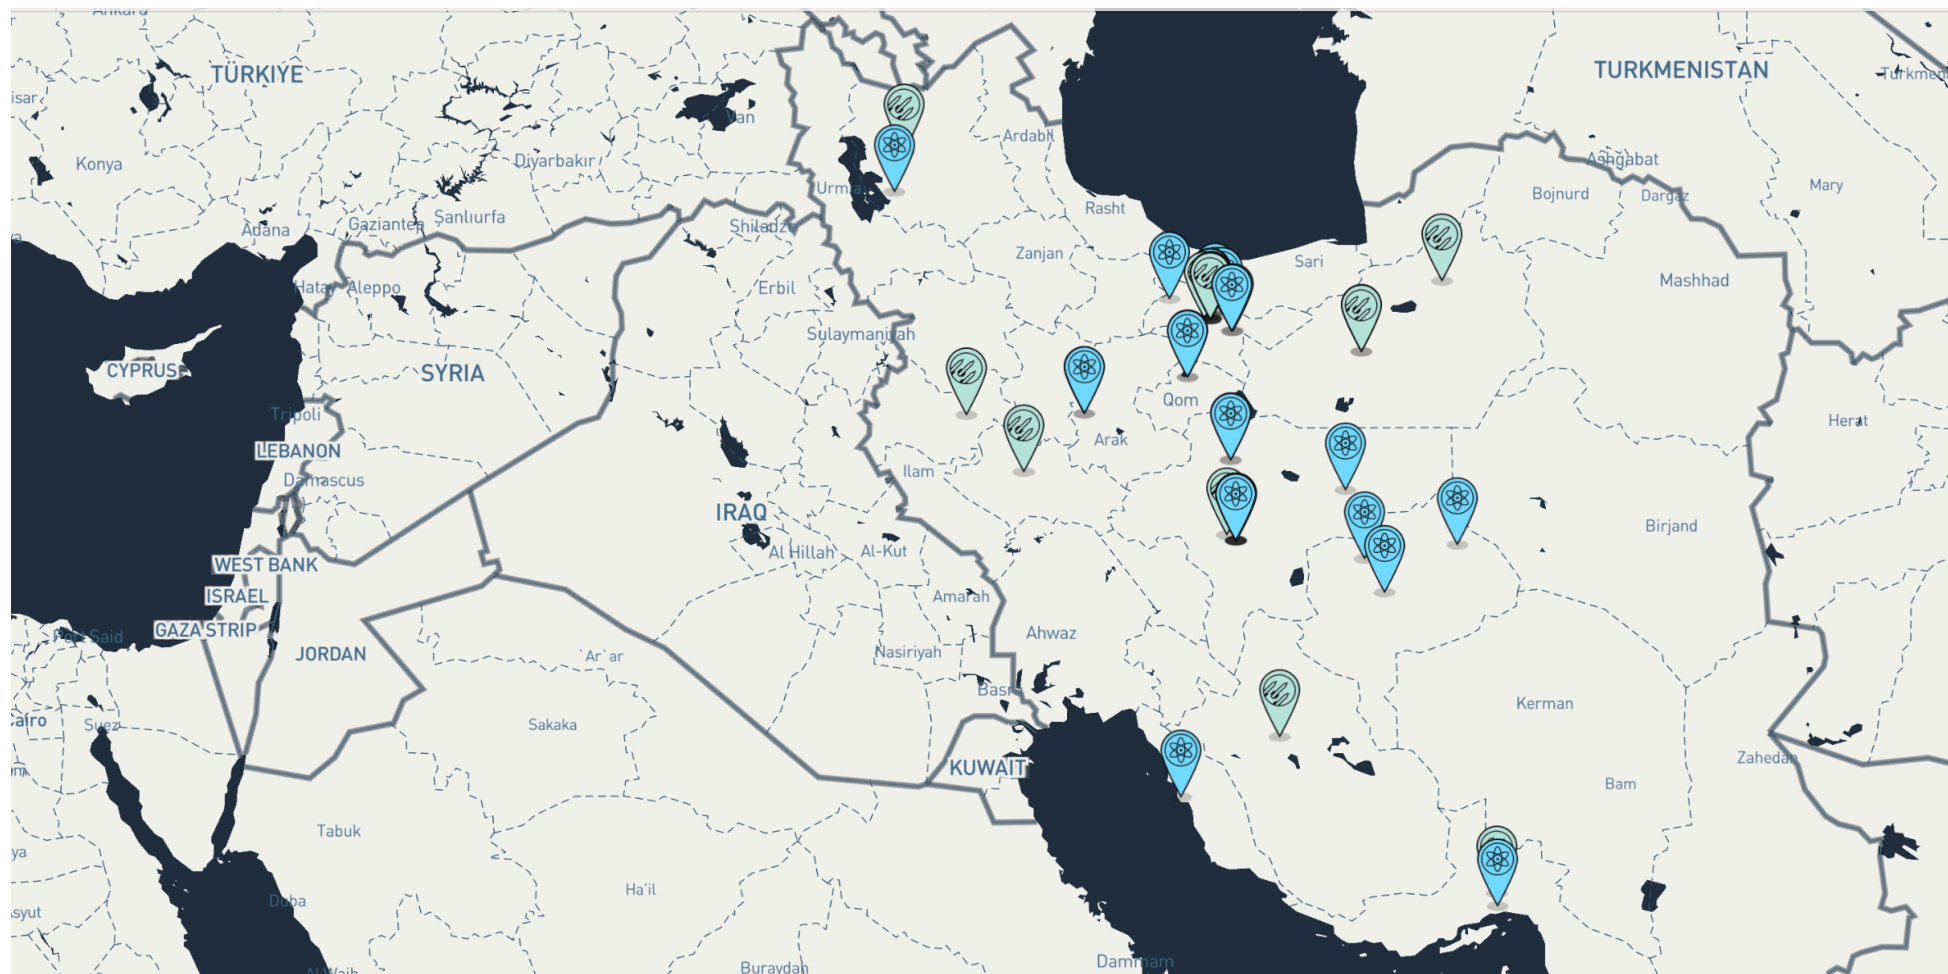 Ankara
TÜRKIYE
TURKMENISTAN
Van
Ardabil
Konya
Diyarbakır
Ashgabat
Urmia
Bojnurd
Dargaz
Mary
Rasht
Gaziantep
Şanlıurfa
Adana
Shiladze
Zanjan
Sari
Mashhad
Hatay
Aleppo
Erbil
Sulaymaniyah
CYPRUS
SYRIA
Qom
Tripoli
Herat
Arak
LEBANON
Ilam
Damascus
IRAQ
Birjand
Al Hillah
Al-Kut
WEST BANK
ISRAEL
Amarah
GAZA STRIP
Port Said
Ahwaz
JORDAN
`Ar`ar
Nasiriyah
Basr
Kerman
Cairo
Suez
Sakaka
KUWAIT
Zahedan
Bam
Tabuk
Ha'il
Duba
Dammam
Buraydah
Al Wajh